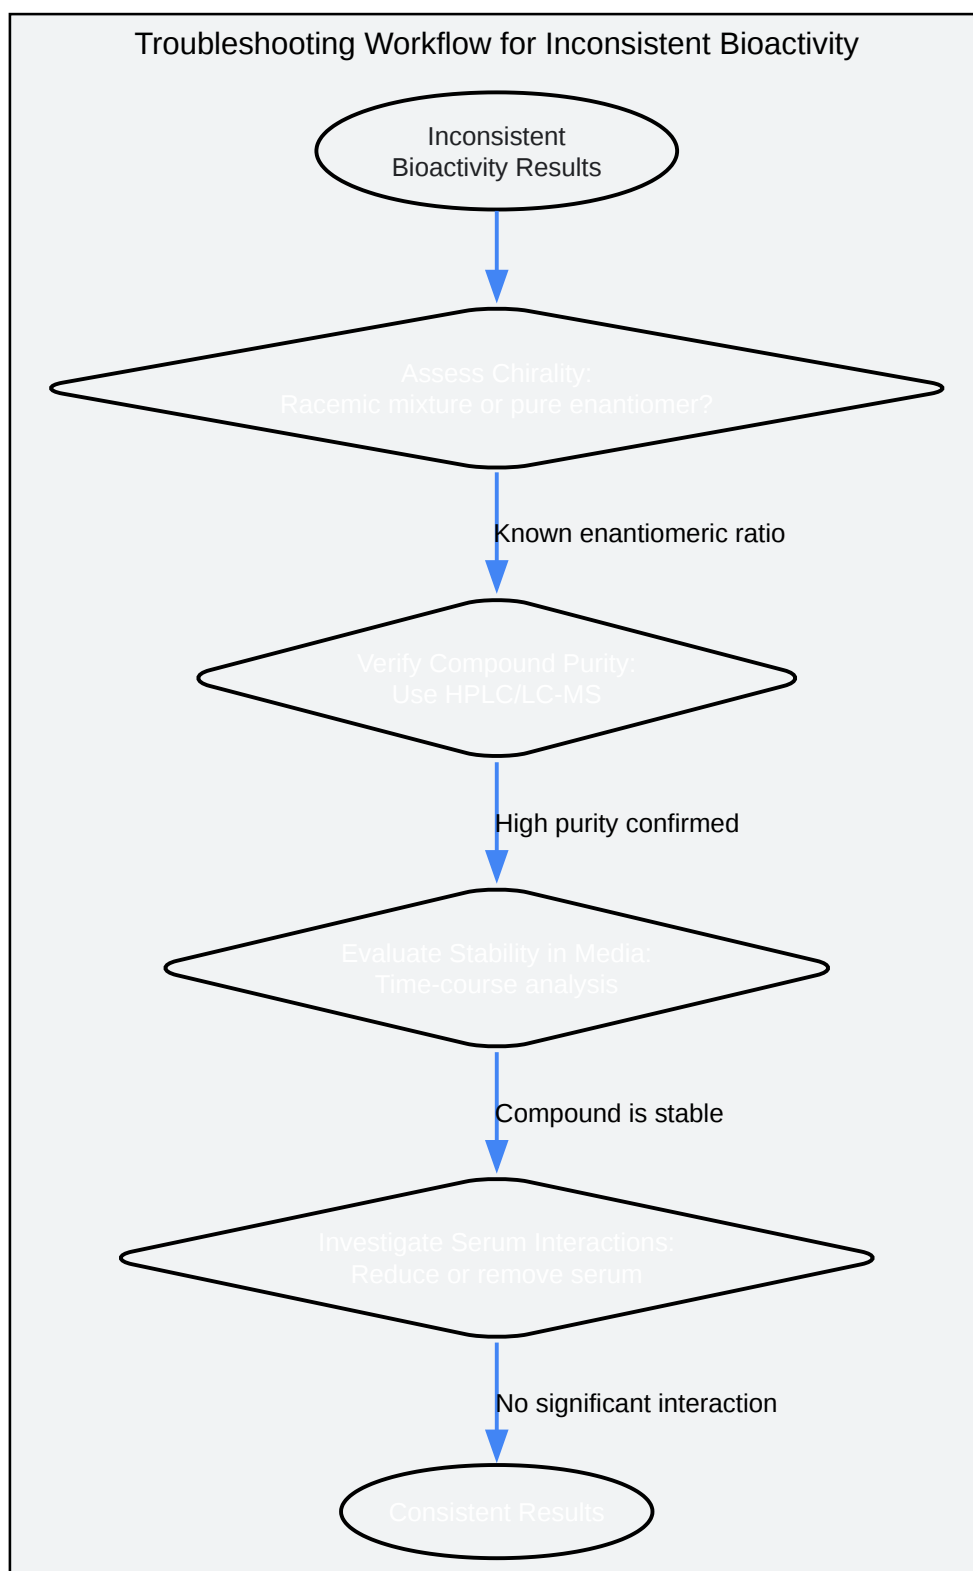 Troubleshooting Workflow for Inconsistent Bioactivity
Inconsistent
Bioactivity Results
Assess Chirality:
Racemic mixture or pure enantiomer?
Known enantiomeric ratio
Verify Compound Purity:
Use HPLC/LC-MS
High purity confirmed
Evaluate Stability in Media:
Time-course analysis
Compound is stable
Investigate Serum Interactions:
Reduce or remove serum
No significant interaction
Consistent Results